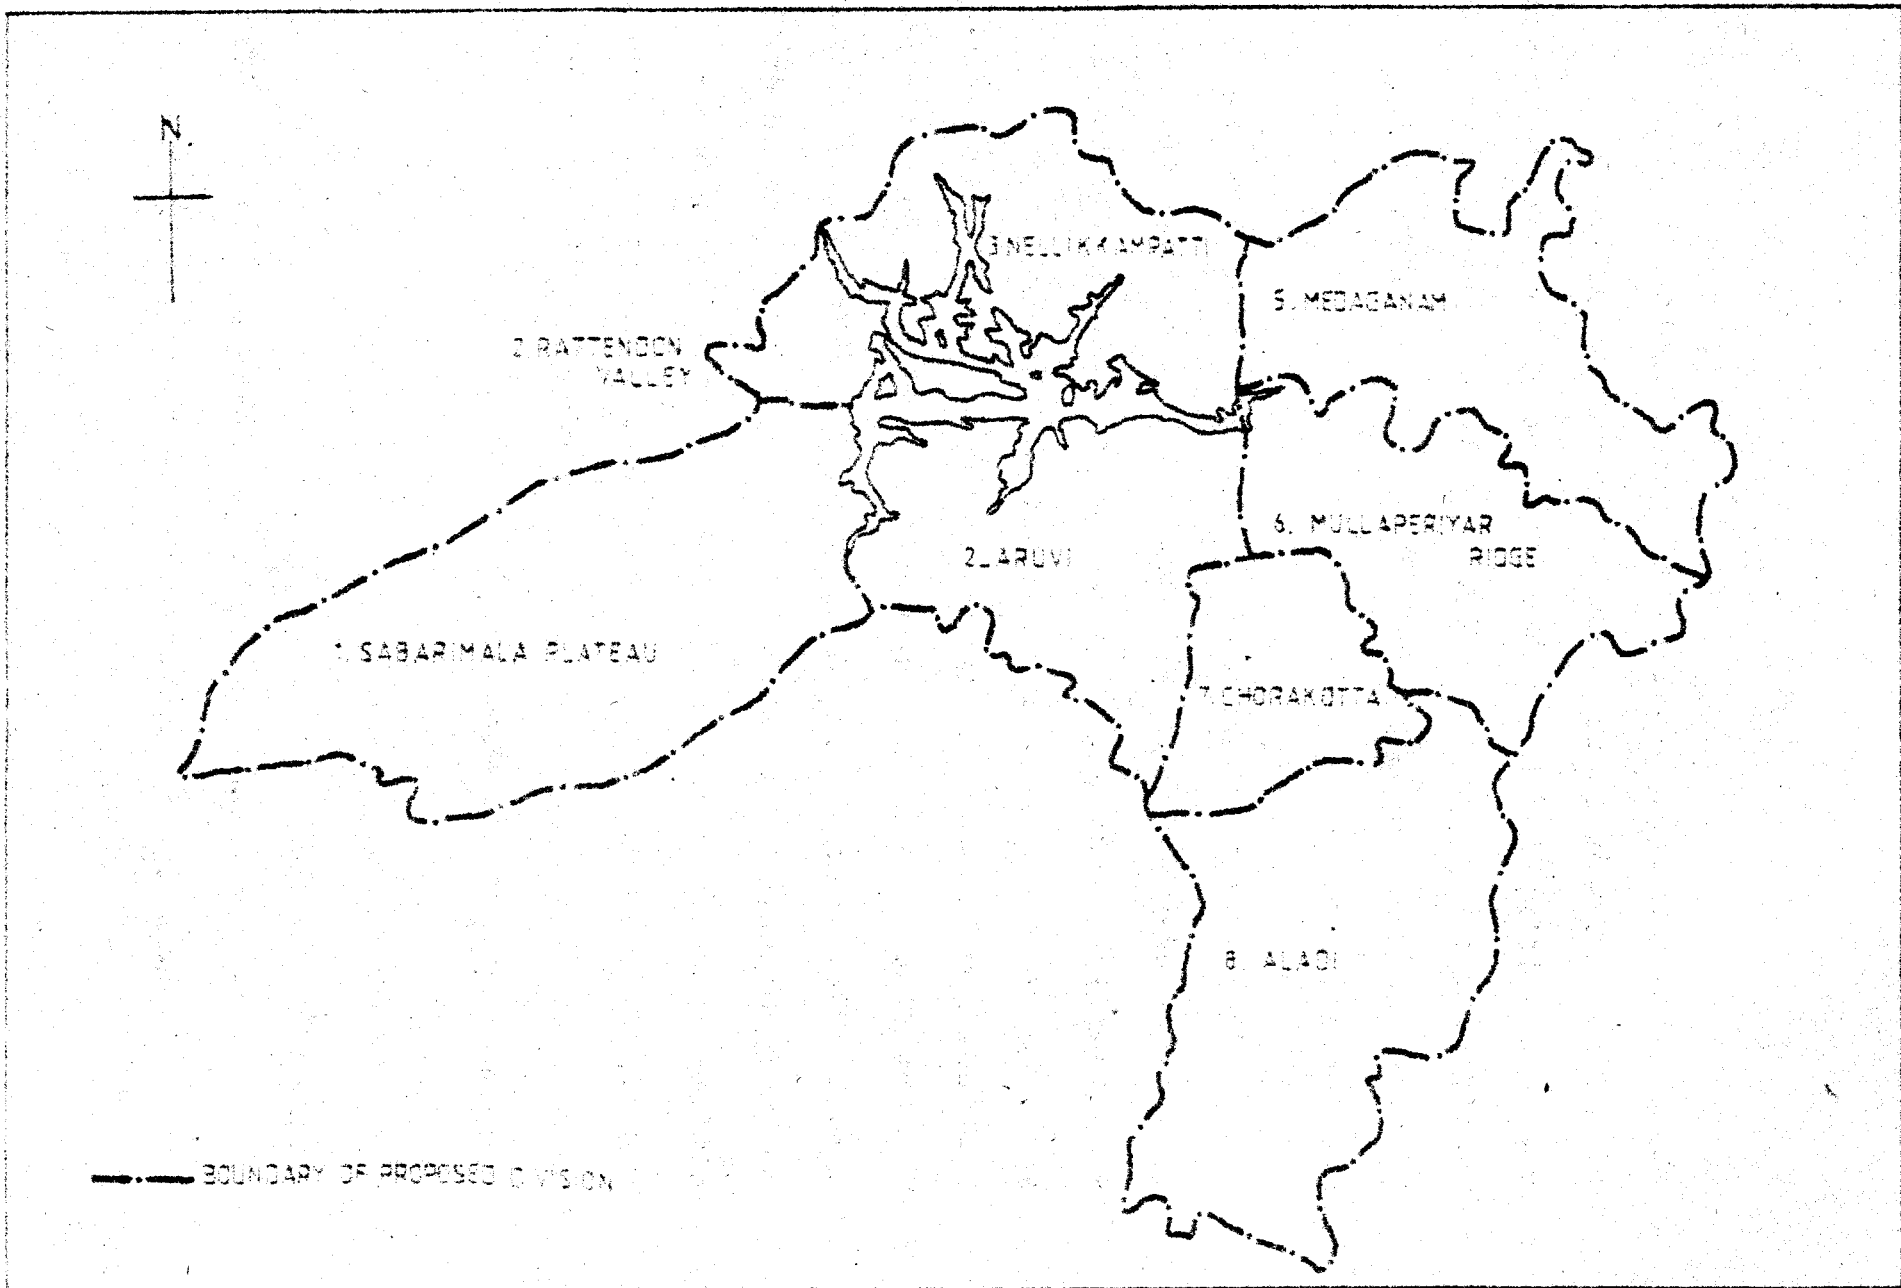 N
3. NELLIKKAMPATTI
5. MEDAGANAM
2. RATTENDON
VALLEY
6. MULLAPERIYAR
RIDGE
2. ARUVI
1. SABARIMALA PLATEAU
7. CHORAKOTTA
8. ALADI
BOUNDARY OF PROPOSED DIVISION